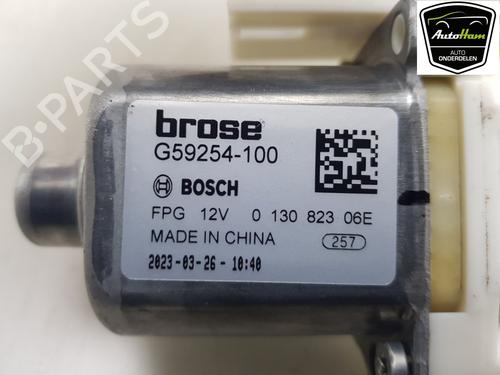 AutoHam
AUTO
ONDERDELEN
B-PARTS
brose
G59254-100
BOSCH
FPG 12V 0 130 823 06E
MADE IN CHINA
257
2023-03-26 - 10:40